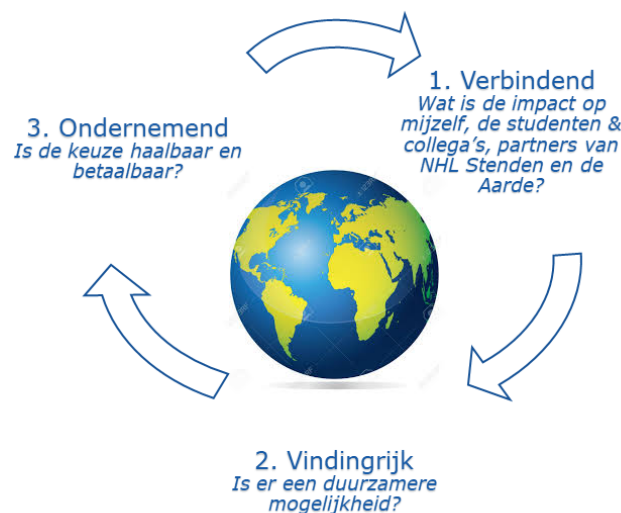 1. Verbindend
Wat is de impact op
mijzelf, de studenten &
collega's, partners van
NHL Stenden en de
Aarde?
2. Vindingrijk
Is er een duurzamere
mogelijkheid?
3. Ondernemend
Is de keuze haalbaar en
betaalbaar?